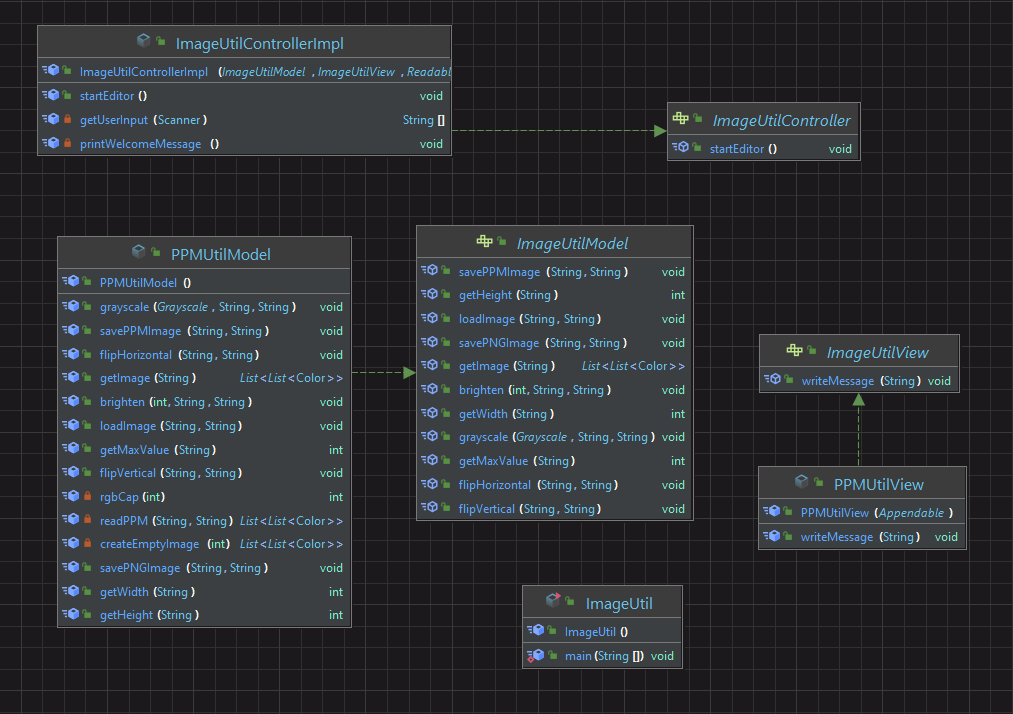 ImageUtilControllerImpl
ImageUtilControllerImpl (ImageUtilModel , ImageUtilView , Readabl
startEditor () void
getUserInput (Scanner ) String []
printWelcomeMessage () void
ImageUtilController
startEditor () void
PPMUtilModel
PPMUtilModel ()
grayscale (Grayscale , String, String ) void
savePPMImage (String, String ) void
flipHorizontal (String, String) void
getImage (String ) List<List<Color>>
brighten (int, String, String ) void
loadImage (String, String) void
getMaxValue (String) int
flipVertical (String, String) void
rgbCap (int) int
readPPM (String, String) List<List<Color>>
createEmptyImage (int) List<List<Color>>
savePNGImage (String, String ) void
getWidth (String ) int
getHeight (String ) int
ImageUtilModel
savePPMImage (String, String ) void
getHeight (String ) int
loadImage (String, String) void
savePNGImage (String, String ) void
getImage (String ) List<List<Color>>
brighten (int, String, String ) void
getWidth (String ) int
grayscale (Grayscale , String, String ) void
getMaxValue (String) int
flipHorizontal (String, String) void
flipVertical (String, String) void
ImageUtilView
writeMessage (String) void
PPMUtilView
PPMUtilView (Appendable )
writeMessage (String) void
ImageUtil
ImageUtil ()
main (String []) void